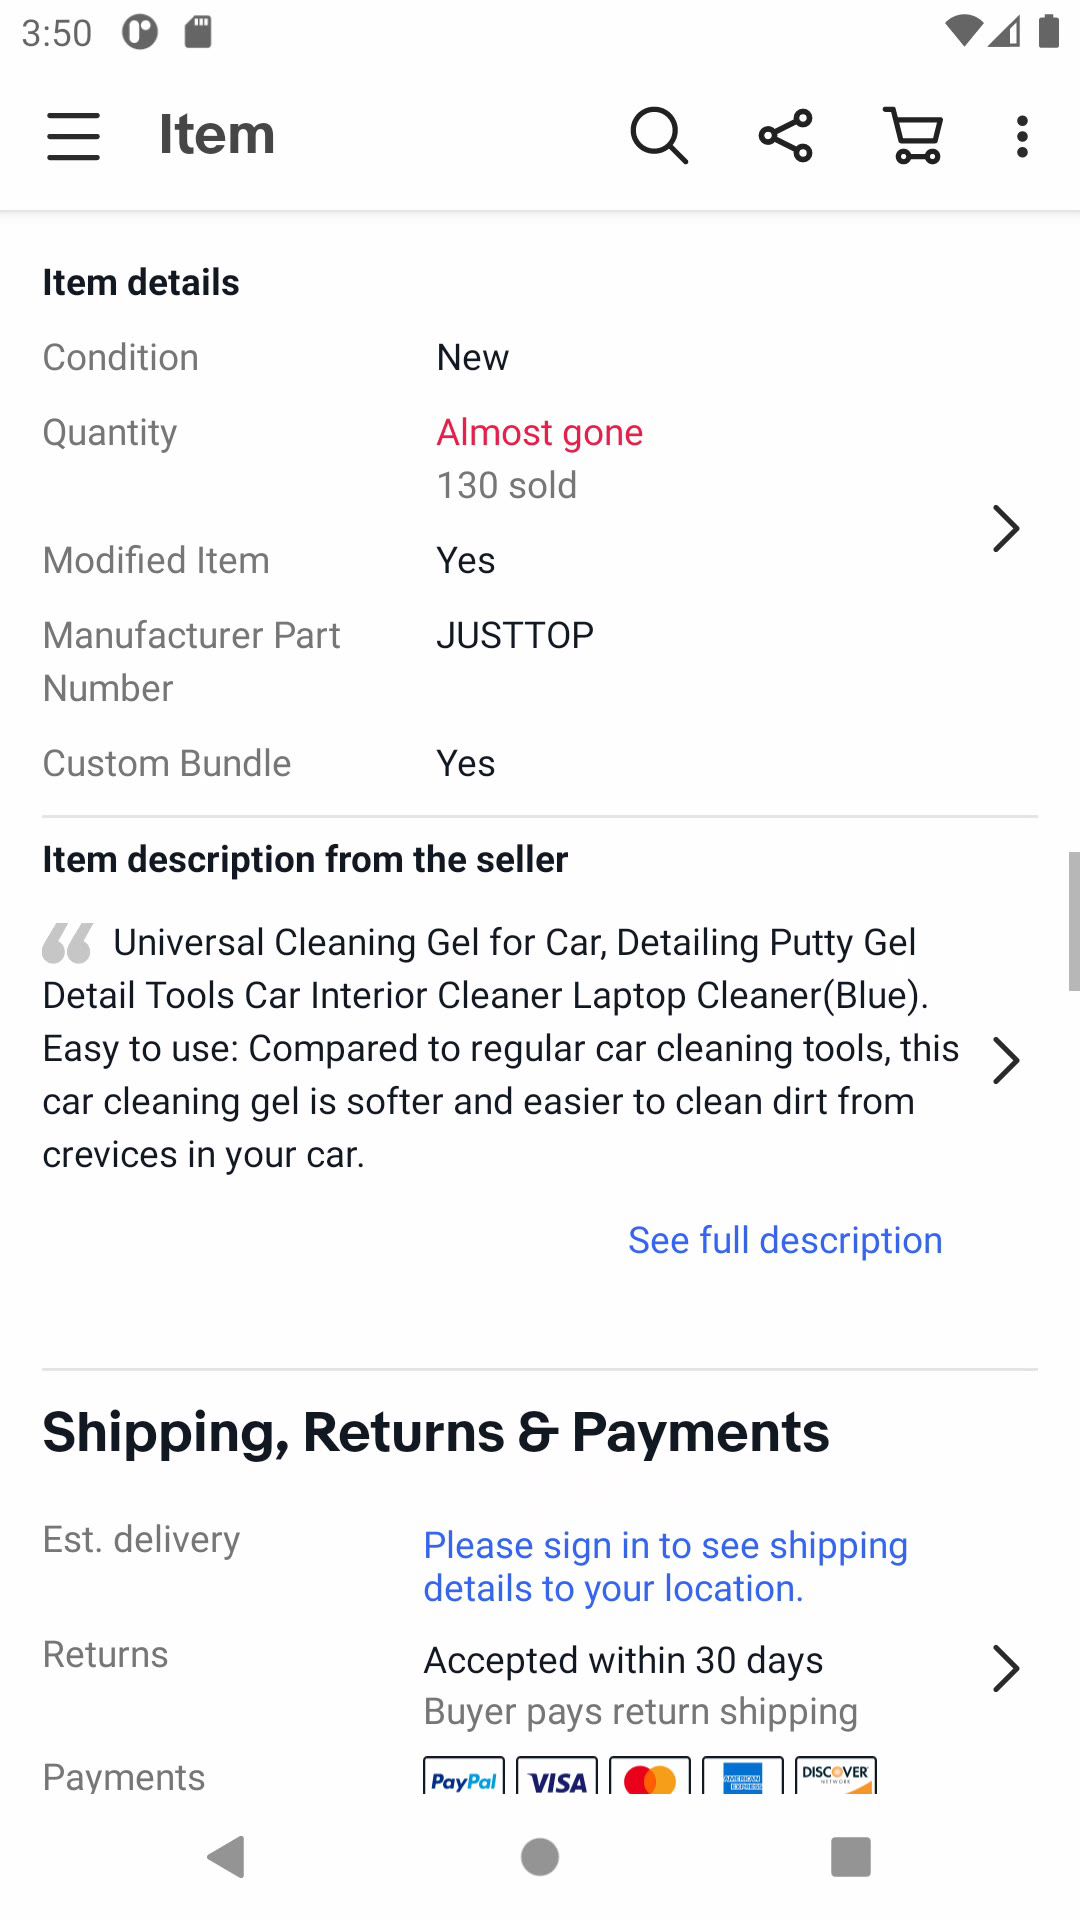 3:50
Item
Item details
Condition New
Quantity Almost gone
130 sold
Modified Item Yes
Manufacturer Part Number JUSTTOP
Custom Bundle Yes
Item description from the seller
Universal Cleaning Gel for Car, Detailing Putty Gel
Detail Tools Car Interior Cleaner Laptop Cleaner(Blue).
Easy to use: Compared to regular car cleaning tools, this
car cleaning gel is softer and easier to clean dirt from
crevices in your car.
See full description
Shipping, Returns & Payments
Est. delivery Please sign in to see shipping
details to your location.
Returns Accepted within 30 days
Buyer pays return shipping
Payments PayPal VISA AMERICAN EXPRESS DISCOVER NETWORK